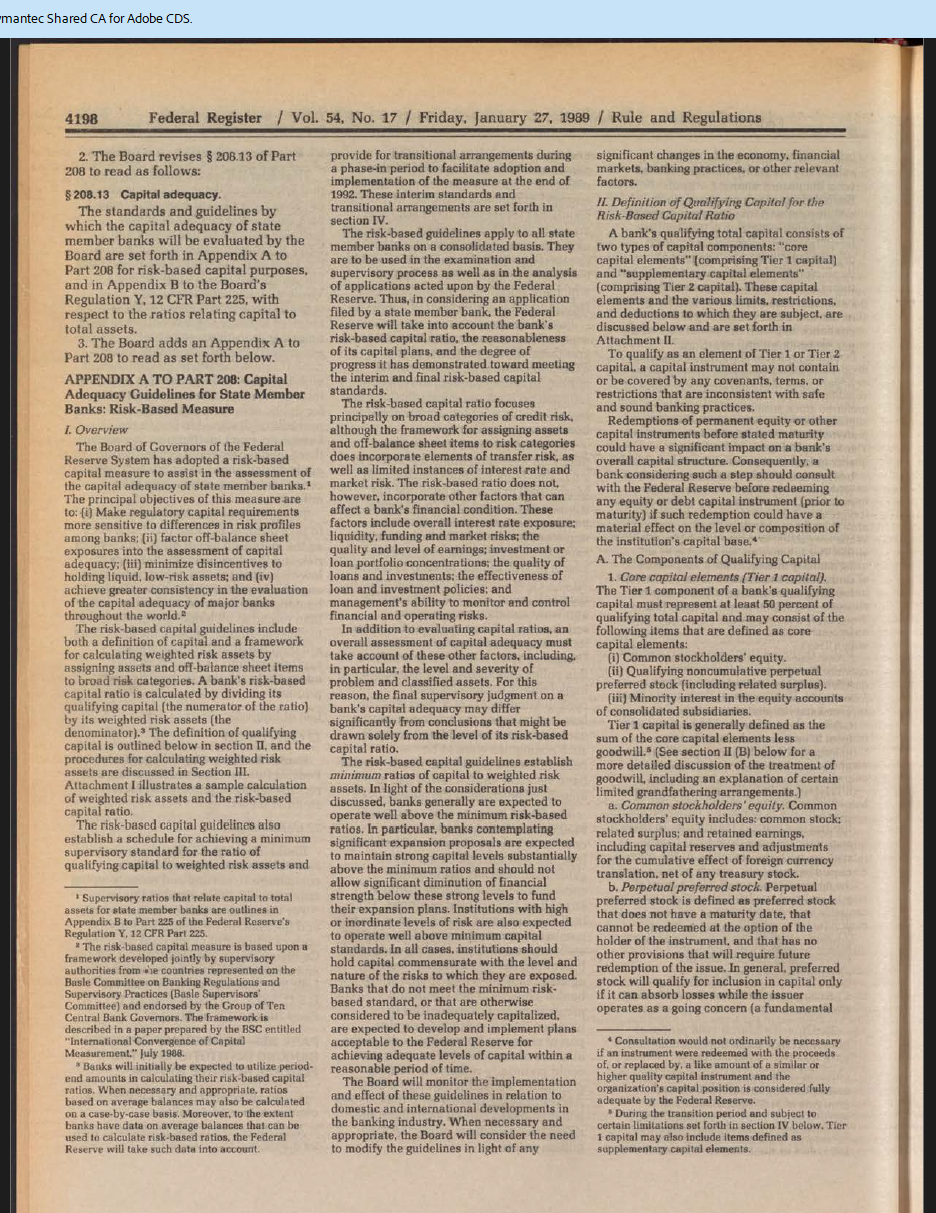 mantec Shared CA for Adobe CDS.
4198 Federal Register / Vol. 54, No. 17 / Friday, January 27, 1989 / Rule and Regulations
2. The Board revises § 208.13 of Part
208 to read as follows:
§ 208.13 Capital adequacy.
The standards and guidelines by
which the capital adequacy of state
member banks will be evaluated by the
Board are set forth in Appendix A to
Part 208 for risk-based capital purposes,
and in Appendix B to the Board's
Regulation Y, 12 CFR Part 225, with
respect to the ratios relating capital to
total assets.
3. The Board adds an Appendix A to
Part 208 to read as set forth below.
APPENDIX A TO PART 208: Capital
Adequacy Guidelines for State Member
Banks: Risk-Based Measure
I. Overview
The Board of Governors of the Federal
Reserve System has adopted a risk-based
capital measure to assist in the assessment of
the capital adequacy of state member banks.¹
The principal objectives of this measure are
to: (i) Make regulatory capital requirements
more sensitive to differences in risk profiles
among banks; (ii) factor off-balance sheet
exposures into the assessment of capital
adequacy; (iii) minimize disincentives to
holding liquid, low-risk assets; and (iv)
achieve greater consistency in the evaluation
of the capital adequacy of major banks
throughout the world.²
The risk-based capital guidelines include
both a definition of capital and a framework
for calculating weighted risk assets by
assigning assets and off-balance sheet items
to broad risk categories. A bank's risk-based
capital ratio is calculated by dividing its
qualifying capital (the numerator of the ratio)
by its weighted risk assets (the
denominator).³ The definition of qualifying
capital is outlined below in section II, and the
procedures for calculating weighted risk
assets are discussed in Section III.
Attachment I illustrates a sample calculation
of weighted risk assets and the risk-based
capital ratio.
The risk-based capital guidelines also
establish a schedule for achieving a minimum
supervisory standard for the ratio of
qualifying capital to weighted risk assets and
¹ Supervisory ratios that relate capital to total
assets for state member banks are outlines in
Appendix B to Part 225 of the Federal Reserve's
Regulation Y, 12 CFR Part 225.
² The risk-based capital measure is based upon a
framework developed jointly by supervisory
authorities from the countries represented on the
Basle Committee on Banking Regulations and
Supervisory Practices (Basle Supervisors'
Committee) and endorsed by the Group of Ten
Central Bank Governors. The framework is
described in a paper prepared by the BSC entitled
"International Convergence of Capital
Measurement," July 1988.
³ Banks will initially be expected to utilize period-
end amounts in calculating their risk-based capital
ratios. When necessary and appropriate, ratios
based on average balances may also be calculated
on a case-by-case basis. Moreover, to the extent
banks have data on average balances that can be
used to calculate risk-based ratios, the Federal
Reserve will take such data into account.
provide for transitional arrangements during
a phase-in period to facilitate adoption and
implementation of the measure at the end of
1992. These interim standards and
transitional arrangements are set forth in
section IV.
The risk-based guidelines apply to all state
member banks on a consolidated basis. They
are to be used in the examination and
supervisory process as well as in the analysis
of applications acted upon by the Federal
Reserve. Thus, in considering an application
filed by a state member bank, the Federal
Reserve will take into account the bank's
risk-based capital ratio, the reasonableness
of its capital plans, and the degree of
progress it has demonstrated toward meeting
the interim and final risk-based capital
standards.
The risk-based capital ratio focuses
principally on broad categories of credit risk,
although the framework for assigning assets
and off-balance sheet items to risk categories
does incorporate elements of transfer risk, as
well as limited instances of interest rate and
market risk. The risk-based ratio does not,
however, incorporate other factors that can
affect a bank's financial condition. These
factors include overall interest rate exposure;
liquidity, funding and market risks; the
quality and level of earnings; investment or
loan portfolio concentrations; the quality of
loans and investments; the effectiveness of
loan and investment policies; and
management's ability to monitor and control
financial and operating risks.
In addition to evaluating capital ratios, an
overall assessment of capital adequacy must
take account of these other factors, including,
in particular, the level and severity of
problem and classified assets. For this
reason, the final supervisory judgment on a
bank's capital adequacy may differ
significantly from conclusions that might be
drawn solely from the level of its risk-based
capital ratio.
The risk-based capital guidelines establish
minimum ratios of capital to weighted risk
assets. In light of the considerations just
discussed, banks generally are expected to
operate well above the minimum risk-based
ratios. In particular, banks contemplating
significant expansion proposals are expected
to maintain strong capital levels substantially
above the minimum ratios and should not
allow significant diminution of financial
strength below these strong levels to fund
their expansion plans. Institutions with high
or inordinate levels of risk are also expected
to operate well above minimum capital
standards. In all cases, institutions should
hold capital commensurate with the level and
nature of the risks to which they are exposed.
Banks that do not meet the minimum risk-
based standard, or that are otherwise
considered to be inadequately capitalized,
are expected to develop and implement plans
acceptable to the Federal Reserve for
achieving adequate levels of capital within a
reasonable period of time.
The Board will monitor the implementation
and effect of these guidelines in relation to
domestic and international developments in
the banking industry. When necessary and
appropriate, the Board will consider the need
to modify the guidelines in light of any
significant changes in the economy, financial
markets, banking practices, or other relevant
factors.
II. Definition of Qualifying Capital for the
Risk-Based Capital Ratio
A bank's qualifying total capital consists of
two types of capital components: "core
capital elements" (comprising Tier 1 capital)
and "supplementary capital elements"
(comprising Tier 2 capital). These capital
elements and the various limits, restrictions,
and deductions to which they are subject, are
discussed below and are set forth in
Attachment II.
To qualify as an element of Tier 1 or Tier 2
capital, a capital instrument may not contain
or be covered by any covenants, terms, or
restrictions that are inconsistent with safe
and sound banking practices.
Redemptions of permanent equity or other
capital instruments before stated maturity
could have a significant impact on a bank's
overall capital structure. Consequently, a
bank considering such a step should consult
with the Federal Reserve before redeeming
any equity or debt capital instrument (prior to
maturity) if such redemption could have a
material effect on the level or composition of
the institution's capital base.⁴
A. The Components of Qualifying Capital
1. Core capital elements (Tier 1 capital).
The Tier 1 component of a bank's qualifying
capital must represent at least 50 percent of
qualifying total capital and may consist of the
following items that are defined as core
capital elements:
(i) Common stockholders' equity.
(ii) Qualifying noncumulative perpetual
preferred stock (including related surplus).
(iii) Minority interest in the equity accounts
of consolidated subsidiaries.
Tier 1 capital is generally defined as the
sum of the core capital elements less
goodwill.⁵ (See section II (B) below for a
more detailed discussion of the treatment of
goodwill, including an explanation of certain
limited grandfathering arrangements.)
a. Common stockholders' equity. Common
stockholders' equity includes: common stock;
related surplus; and retained earnings,
including capital reserves and adjustments
for the cumulative effect of foreign currency
translation, net of any treasury stock.
b. Perpetual preferred stock. Perpetual
preferred stock is defined as preferred stock
that does not have a maturity date, that
cannot be redeemed at the option of the
holder of the instrument, and that has no
other provisions that will require future
redemption of the issue. In general, preferred
stock will qualify for inclusion in capital only
if it can absorb losses while the issuer
operates as a going concern (a fundamental
⁴ Consultation would not ordinarily be necessary
if an instrument were redeemed with the proceeds
of, or replaced by, a like amount of a similar or
higher quality capital instrument and the
organization's capital position is considered fully
adequate by the Federal Reserve.
⁵ During the transition period and subject to
certain limitations set forth in section IV below, Tier
1 capital may also include items defined as
supplementary capital elements.